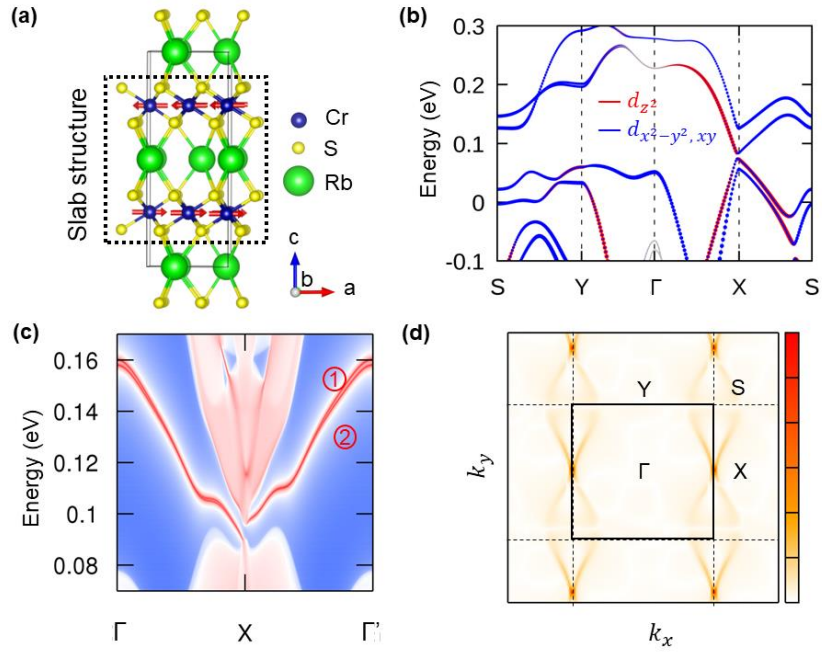 (a)
Slab structure
Cr
S
Rb
c
b
a
(b)
Energy (eV)
0.3
0.2
0.1
0
-0.1
d_{z^2}
d_{x^2-y^2, xy}
S
Y
Γ
X
S
(c)
Energy (eV)
0.16
0.14
0.12
0.1
0.08
①
②
Γ
X
Γ'
(d)
k_y
Y
S
Γ
X
k_x